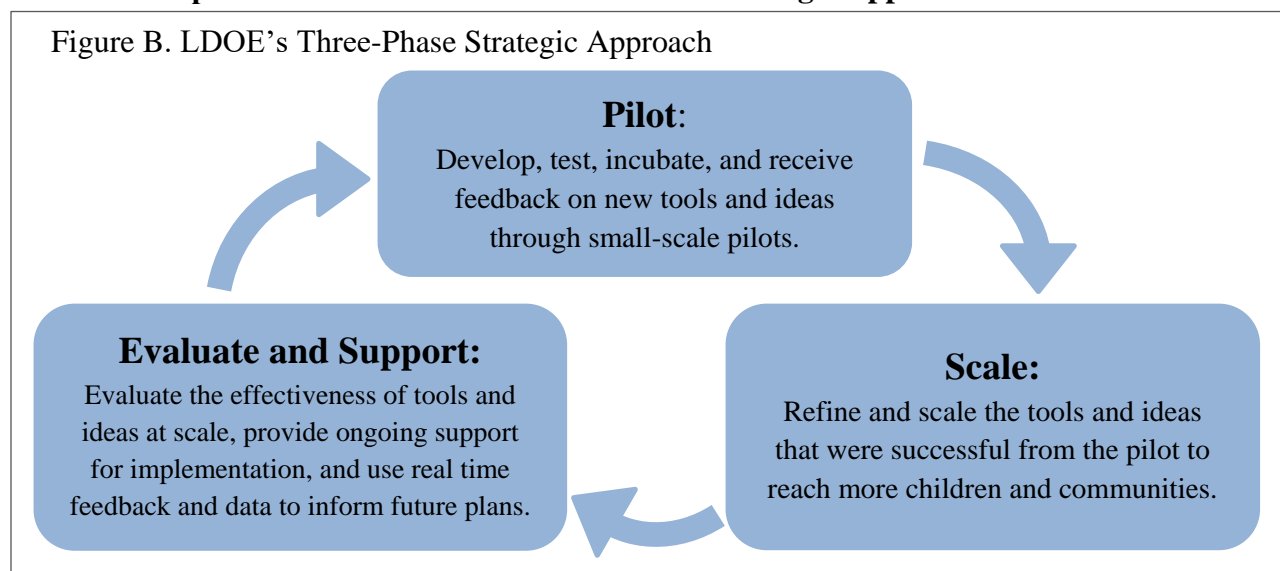 Figure B. LDOE’s Three-Phase Strategic Approach
Pilot:
Develop, test, incubate, and receive
feedback on new tools and ideas
through small-scale pilots.
Evaluate and Support:
Evaluate the effectiveness of tools and
ideas at scale, provide ongoing support
for implementation, and use real time
feedback and data to inform future plans.
Scale:
Refine and scale the tools and ideas
that were successful from the pilot to
reach more children and communities.